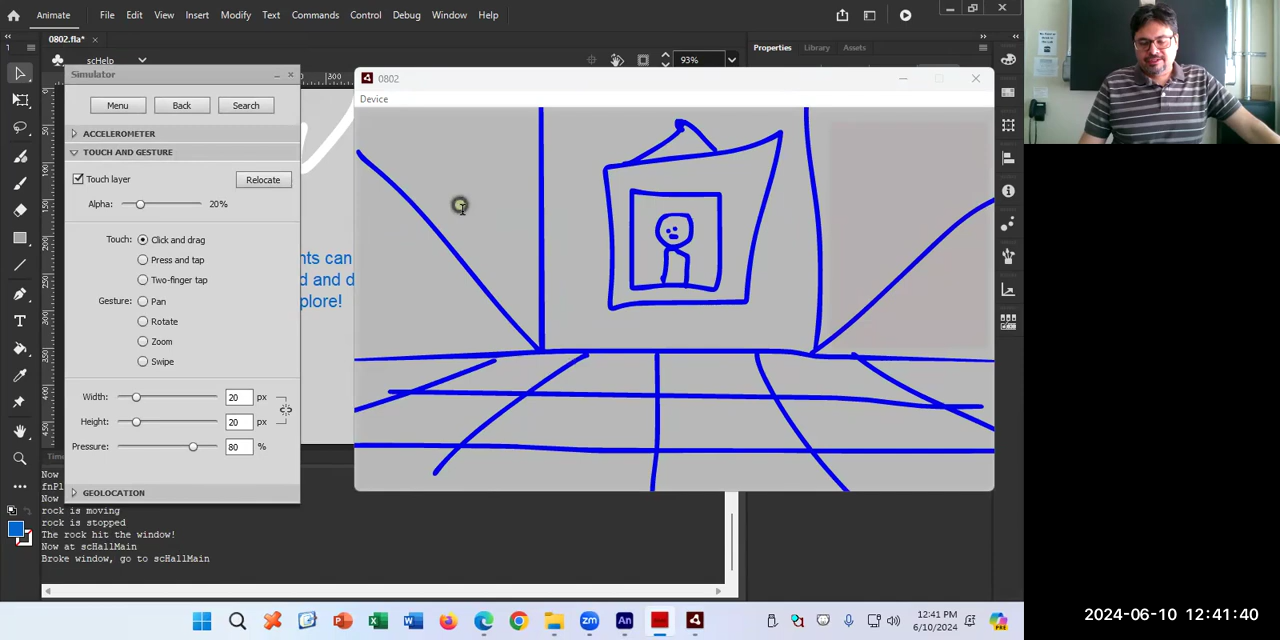 Animate
File Edit View Insert Modify Text Commands Control Debug Window Help
0802.fla*
scHelp
93%
Properties Library Assets
Simulator
Menu Back Search
ACCELEROMETER
TOUCH AND GESTURE
Touch layer Relocate
Alpha: 20%
Touch: Click and drag
Press and tap
Two-finger tap
Gesture: Pan
Rotate
Zoom
Swipe
Width: 20 px
Height: 20 px
Pressure: 80 %
GEOLOCATION
300
nts can
d and d
plore!
0802
Device
Now
fnPl
Now
rock is moving
rock is stopped
The rock hit the window!
Now at scHallMain
Broke window, go to scHallMain
12:41 PM
6/10/2024
2024-06-10 12:41:40